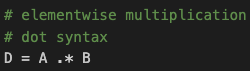 # elementwise multiplication
# dot syntax
D = A .* B